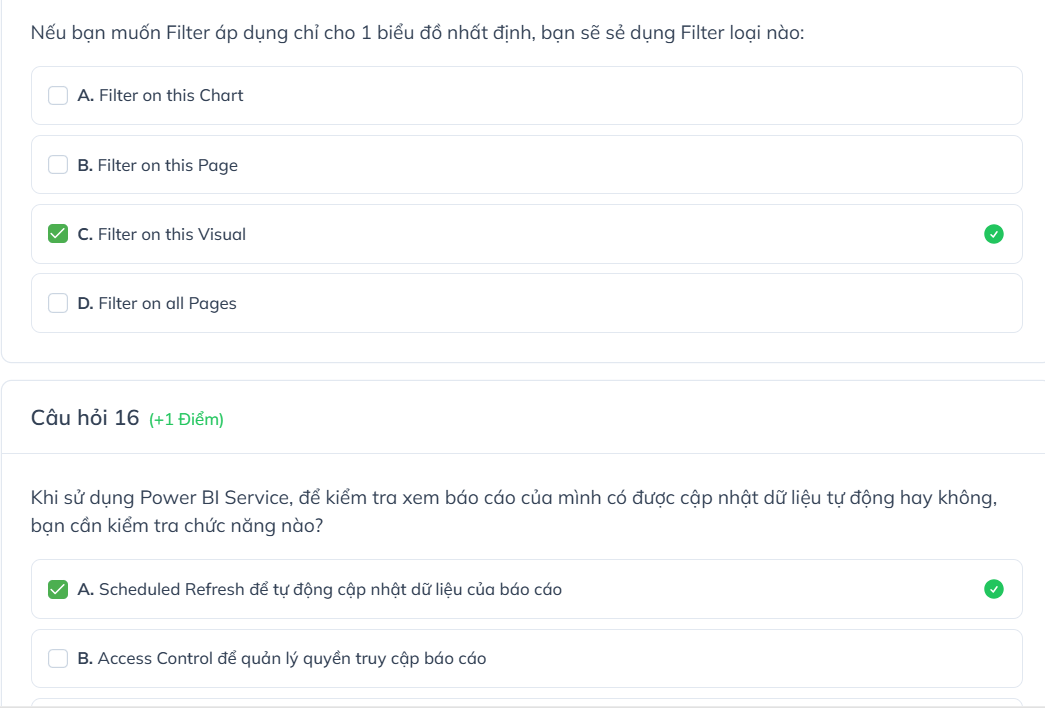 Nếu bạn muốn Filter áp dụng chỉ cho 1 biểu đồ nhất định, bạn sẽ sẻ dụng Filter loại nào:
A. Filter on this Chart
B. Filter on this Page
C. Filter on this Visual
D. Filter on all Pages
Câu hỏi 16 (+1 Điểm)
Khi sử dụng Power BI Service, để kiểm tra xem báo cáo của mình có được cập nhật dữ liệu tự động hay không,
bạn cần kiểm tra chức năng nào?
A. Scheduled Refresh để tự động cập nhật dữ liệu của báo cáo
B. Access Control để quản lý quyền truy cập báo cáo